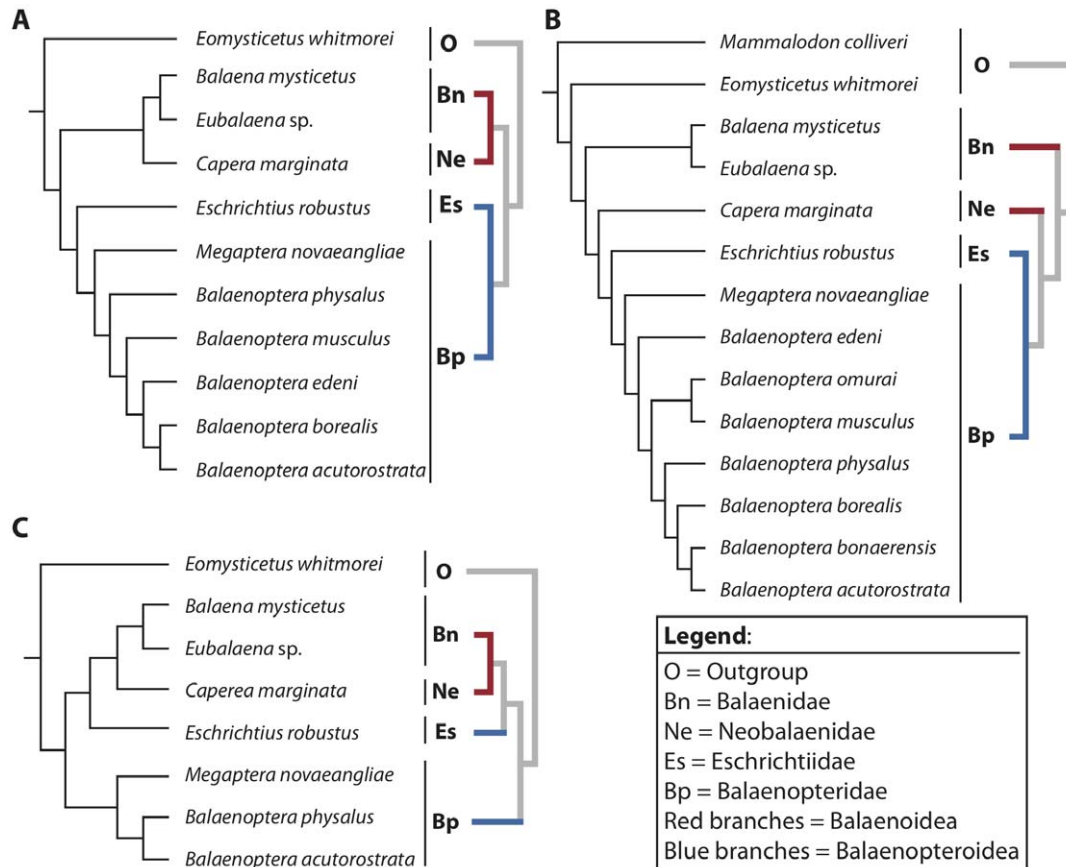 A
Eomysticetus whitmorei
O
Balaena mysticetus
Bn
Eubalaena sp.
Capera marginata
Ne
Eschrichtius robustus
Es
Megaptera novaeangliae
Balaenoptera physalus
Balaenoptera musculus
Bp
Balaenoptera edeni
Balaenoptera borealis
Balaenoptera acutorostrata
B
Mammalodon colliveri
O
Eomysticetus whitmorei
Balaena mysticetus
Bn
Eubalaena sp.
Capera marginata
Ne
Eschrichtius robustus
Es
Megaptera novaeangliae
Balaenoptera edeni
Balaenoptera omurai
Balaenoptera musculus
Bp
Balaenoptera physalus
Balaenoptera borealis
Balaenoptera bonaerensis
Balaenoptera acutorostrata
C
Eomysticetus whitmorei
O
Balaena mysticetus
Bn
Eubalaena sp.
Caperea marginata
Ne
Eschrichtius robustus
Es
Megaptera novaeangliae
Balaenoptera physalus
Bp
Balaenoptera acutorostrata
Legend:
O = Outgroup
Bn = Balaenidae
Ne = Neobalaenidae
Es = Eschrichtiidae
Bp = Balaenopteridae
Red branches = Balaenoidea
Blue branches = Balaenopteroidea